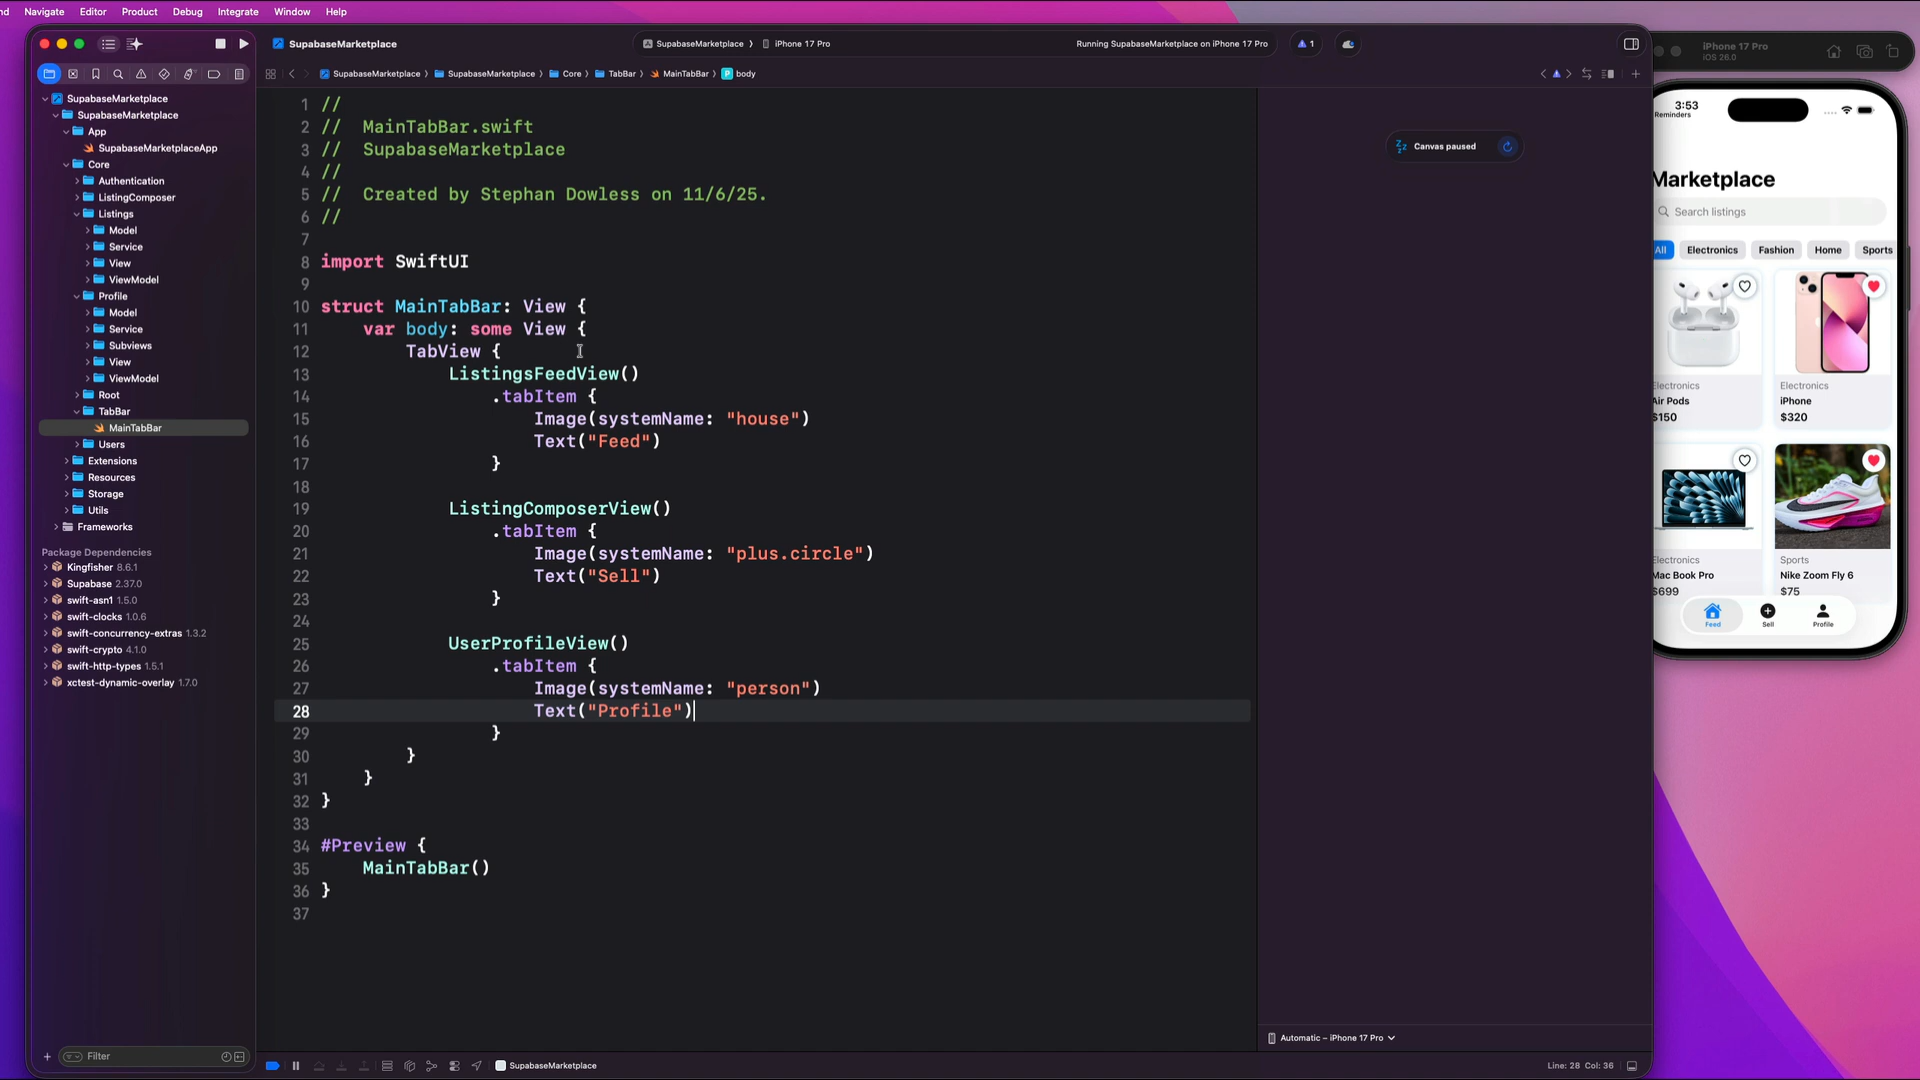 Navigate Editor Product Debug Integrate Window Help
SupabaseMarketplace
SupabaseMarketplace iPhone 17 Pro
Running SupabaseMarketplace on iPhone 17 Pro
1
SupabaseMarketplace SupabaseMarketplace Core TabBar MainTabBar body
SupabaseMarketplace
SupabaseMarketplace
App
SupabaseMarketplaceApp
Core
Authentication
ListingComposer
Listings
Model
Service
View
ViewModel
Profile
Model
Service
Subviews
View
ViewModel
Root
TabBar
MainTabBar
Users
Extensions
Resources
Storage
Utils
Frameworks
Package Dependencies
Kingfisher 8.6.1
Supabase 2.37.0
swift-asn1 1.5.0
swift-clocks 1.0.6
swift-concurrency-extras 1.3.2
swift-crypto 4.1.0
swift-http-types 1.5.1
xctest-dynamic-overlay 1.7.0
Filter
1 //
2 // MainTabBar.swift
3 // SupabaseMarketplace
4 //
5 // Created by Stephan Dowless on 11/6/25.
6 //
7
8 import SwiftUI
9
10 struct MainTabBar: View {
11 var body: some View {
12 TabView {
13 ListingsFeedView()
14 .tabItem {
15 Image(systemName: "house")
16 Text("Feed")
17 }
18
19 ListingComposerView()
20 .tabItem {
21 Image(systemName: "plus.circle")
22 Text("Sell")
23 }
24
25 UserProfileView()
26 .tabItem {
27 Image(systemName: "person")
28 Text("Profile")
29 }
30 }
31 }
32 }
33
34 #Preview {
35 MainTabBar()
36 }
37
Canvas paused
Automatic – iPhone 17 Pro
SupabaseMarketplace
Line: 28 Col: 36
iPhone 17 Pro
iOS 26.0
3:53
Reminders
Marketplace
Search listings
All Electronics Fashion Home Sports
Electronics
Air Pods
$150
Electronics
iPhone
$320
Electronics
Mac Book Pro
$699
Sports
Nike Zoom Fly 6
$75
Feed Sell Profile